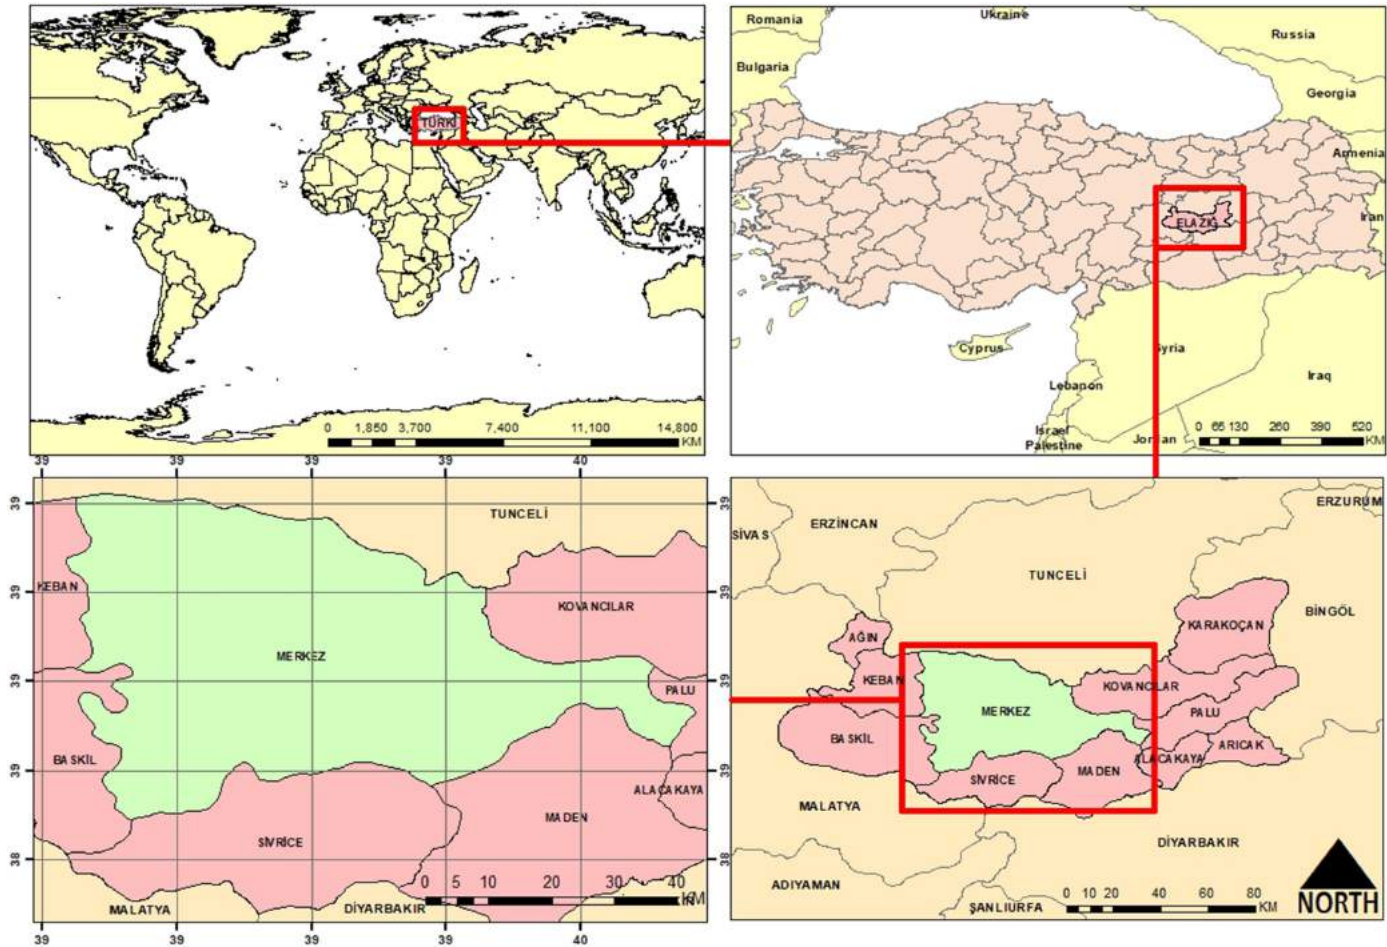 TÜRKİ
0 1,850 3,700 7,400 11,100 14,800
KM
Romania
Ukraine
Russia
Bulgaria
Georgia
Armenia
ELAZIĞ
Iran
Cyprus
Syria
Lebanon
Iraq
Israel
Palestine
Jordan
0 65 130 260 390 520
KM
39 39 39 39 40
39
39
39
39
38
TUNCELİ
KEBAN
KOVANCILAR
MERKEZ
PALU
BASKİL
ALACAKAYA
MADEN
SİVRİCE
0 5 10 20 30 40
KM
MALATYA
DİYARBAKIR
39
39
39
39
38
39 39 39 39 40
ERZURUM
SİVAS
ERZİNCAN
TUNCELİ
BİNGÖL
KARAKOÇAN
AĞIN
KEBAN
KOVANCILAR
MERKEZ
PALU
BASKİL
ARICAK
ALACAKAYA
MADEN
SİVRİCE
MALATYA
DİYARBAKIR
ADIYAMAN
ŞANLIURFA
0 10 20 40 60 80
KM
NORTH